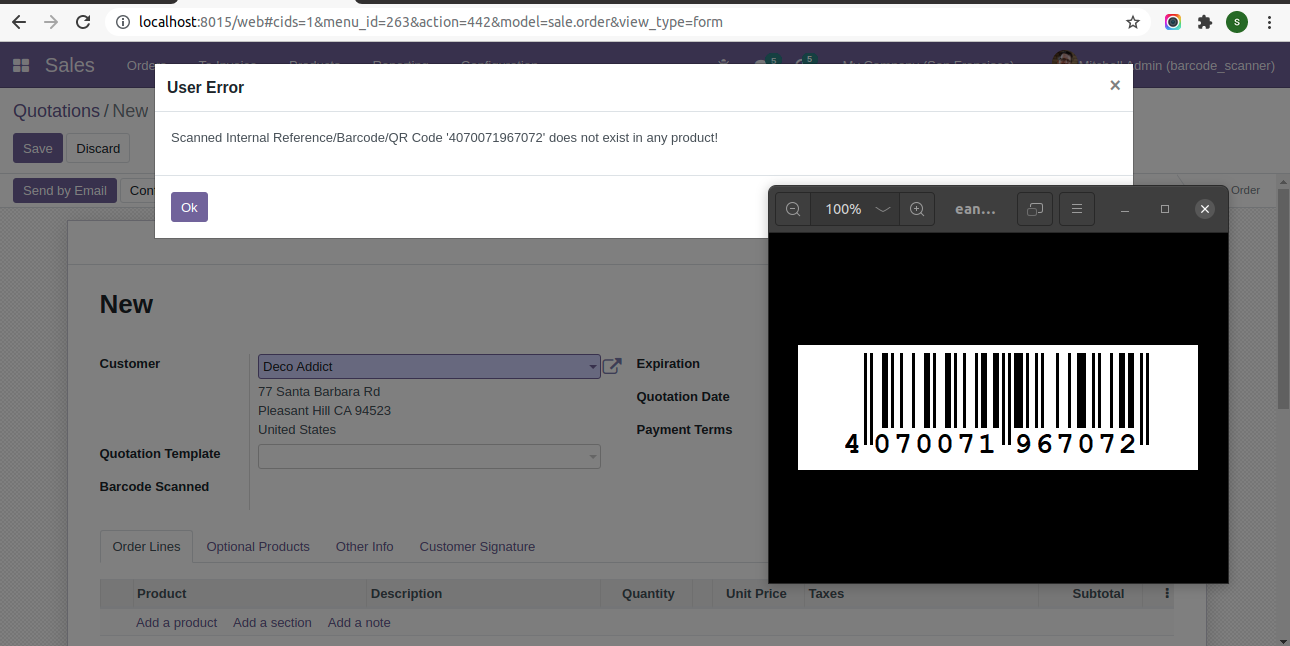 localhost:8015/web#cids=1&menu_id=263&action=442&model=sale.order&view_type=form
S
Sales Orders To Invoice Products Reporting Configuration 5 5 My Company (San Francisco) Mitchell Admin (barcode_scanner)
User Error ×
Quotations / New
Scanned Internal Reference/Barcode/QR Code '4070071967072' does not exist in any product!
Save Discard
Send by Email Order
Ok
100% ean...
New
Customer Deco Addict Expiration
77 Santa Barbara Rd
Pleasant Hill CA 94523 Quotation Date
United States Payment Terms
Quotation Template
Barcode Scanned
4 070071 967072
Order Lines Optional Products Other Info Customer Signature
Product Description Quantity Unit Price Taxes Subtotal
Add a product Add a section Add a note